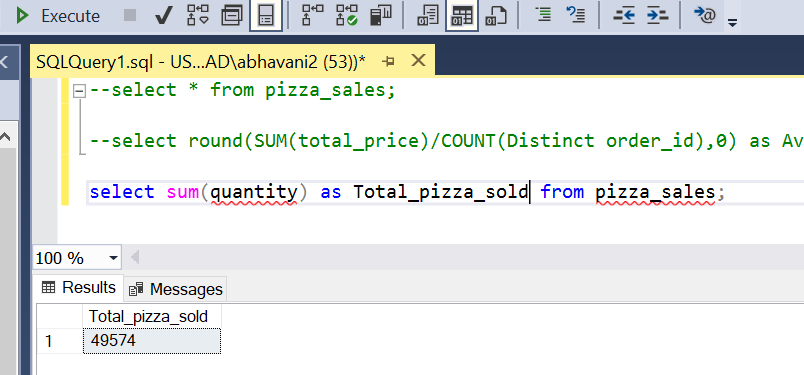 Execute
SQLQuery1.sql - US...AD\abhavani2 (53))*
--select * from pizza_sales;
--select round(SUM(total_price)/COUNT(Distinct order_id),0) as Av
select sum(quantity) as Total_pizza_sold from pizza_sales;
100 %
Results Messages
Total_pizza_sold
1 49574